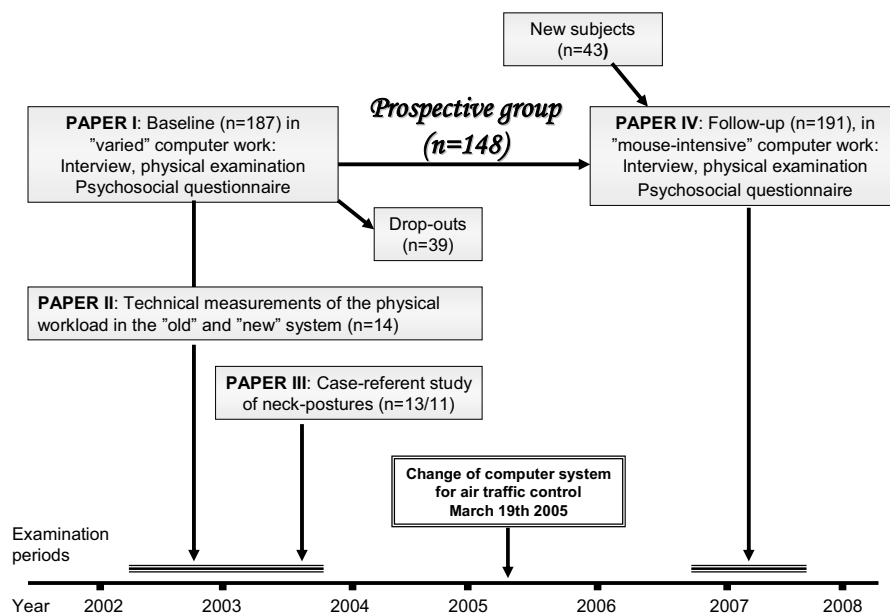 New subjects
(n=43)
PAPER I: Baseline (n=187) in
”varied” computer work:
Interview, physical examination
Psychosocial questionnaire
Prospective group
(n=148)
PAPER IV: Follow-up (n=191), in
”mouse-intensive” computer work:
Interview, physical examination
Psychosocial questionnaire
Drop-outs
(n=39)
PAPER II: Technical measurements of the physical
workload in the ”old” and ”new” system (n=14)
PAPER III: Case-referent study
of neck-postures (n=13/11)
Change of computer system
for air traffic control
March 19th 2005
Examination
periods
Year 2002 2003 2004 2005 2006 2007 2008